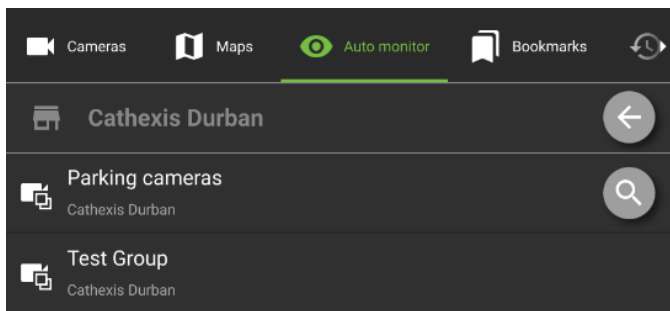 Cameras Maps Auto monitor Bookmarks
Cathexis Durban
Parking cameras
Cathexis Durban
Test Group
Cathexis Durban